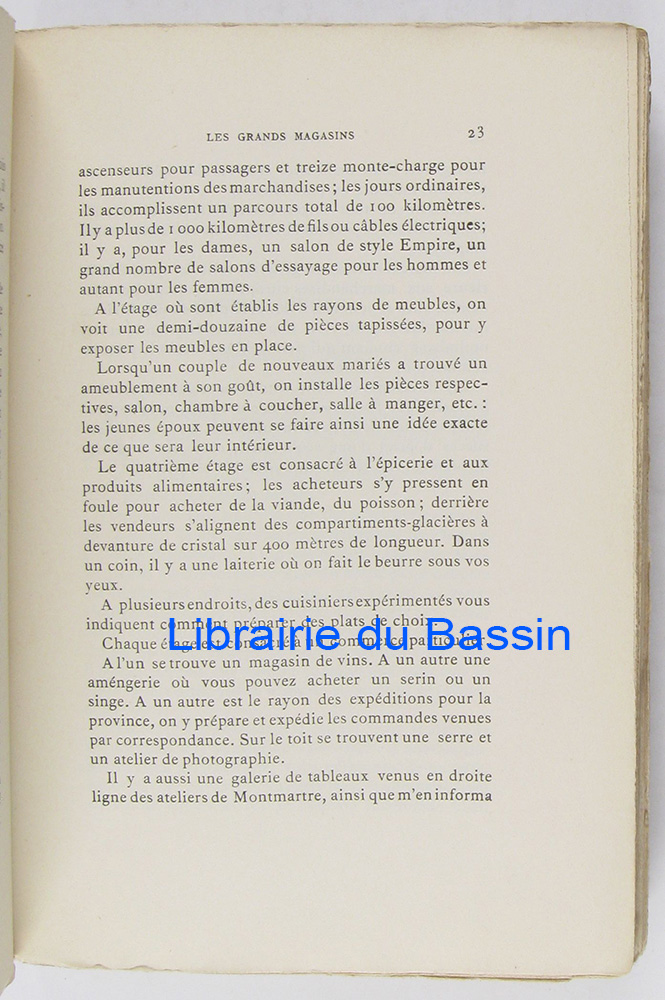 LES GRANDS MAGASINS 23
ascenseurs pour passagers et treize monte-charge pour
les manutentions des marchandises; les jours ordinaires,
ils accomplissent un parcours total de 100 kilomètres.
Il y a plus de 1 000 kilomètres de fils ou câbles électriques;
il y a, pour les dames, un salon de style Empire, un
grand nombre de salons d'essayage pour les hommes et
autant pour les femmes.
A l'étage où sont établis les rayons de meubles, on
voit une demi-douzaine de pièces tapissées, pour y
exposer les meubles en place.
Lorsqu'un couple de nouveaux mariés a trouvé un
ameublement à son goût, on installe les pièces respec-
tives, salon, chambre à coucher, salle à manger, etc. :
les jeunes époux peuvent se faire ainsi une idée exacte
de ce que sera leur intérieur.
Le quatrième étage est consacré à l'épicerie et aux
produits alimentaires; les acheteurs s'y pressent en
foule pour acheter de la viande, du poisson; derrière
les vendeurs s'alignent des compartiments-glacières à
devanture de cristal sur 400 mètres de longueur. Dans
un coin, il y a une laiterie où on fait le beurre sous vos
yeux.
A plusieurs endroits, des cuisiniers expérimentés vous
indiquent comment préparer des plats de choix.
Librairie du Bassin
Chaque étage est consacré à un commerce particulier.
A l'un se trouve un magasin de vins. A un autre une
améngerie où vous pouvez acheter un serin ou un
singe. A un autre est le rayon des expéditions pour la
province, on y prépare et expédie les commandes venues
par correspondance. Sur le toit se trouvent une serre et
un atelier de photographie.
Il y a aussi une galerie de tableaux venus en droite
ligne des ateliers de Montmartre, ainsi que m'en informa